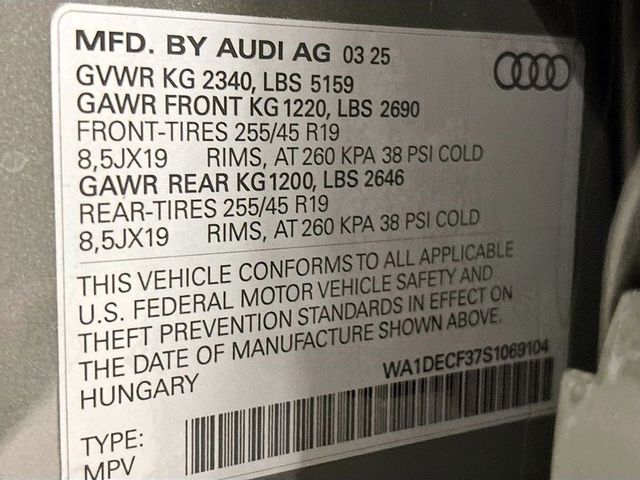 MFD. BY AUDI AG 03 25
GVWR KG 2340, LBS 5159
GAWR FRONT KG 1220, LBS 2690
FRONT-TIRES 255/45 R19
8,5JX19 RIMS, AT 260 KPA 38 PSI COLD
GAWR REAR KG 1200, LBS 2646
REAR-TIRES 255/45 R19
8,5JX19 RIMS, AT 260 KPA 38 PSI COLD
THIS VEHICLE CONFORMS TO ALL APPLICABLE
U.S. FEDERAL MOTOR VEHICLE SAFETY AND
THEFT PREVENTION STANDARDS IN EFFECT ON
THE DATE OF MANUFACTURE SHOWN ABOVE.
HUNGARY WA1DECF37S1069104
TYPE:
MPV